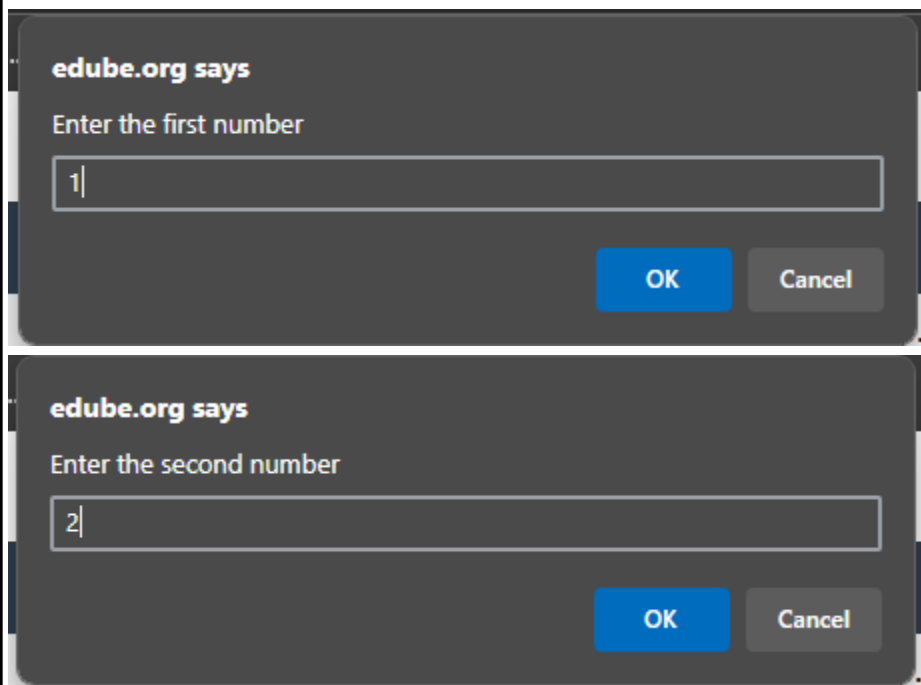 edube.org says
Enter the first number
1
OK Cancel
edube.org says
Enter the second number
2
OK Cancel